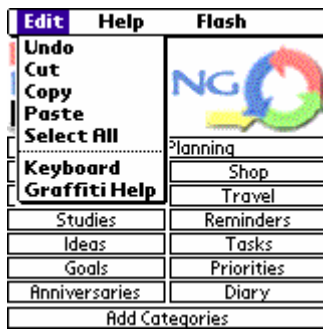 Edit Help Flash
Undo
Cut
Copy
Paste
Select All
Keyboard
Graffiti Help
NG
Planning
Shop
Travel
Studies Reminders
Ideas Tasks
Goals Priorities
Anniversaries Diary
Add Categories